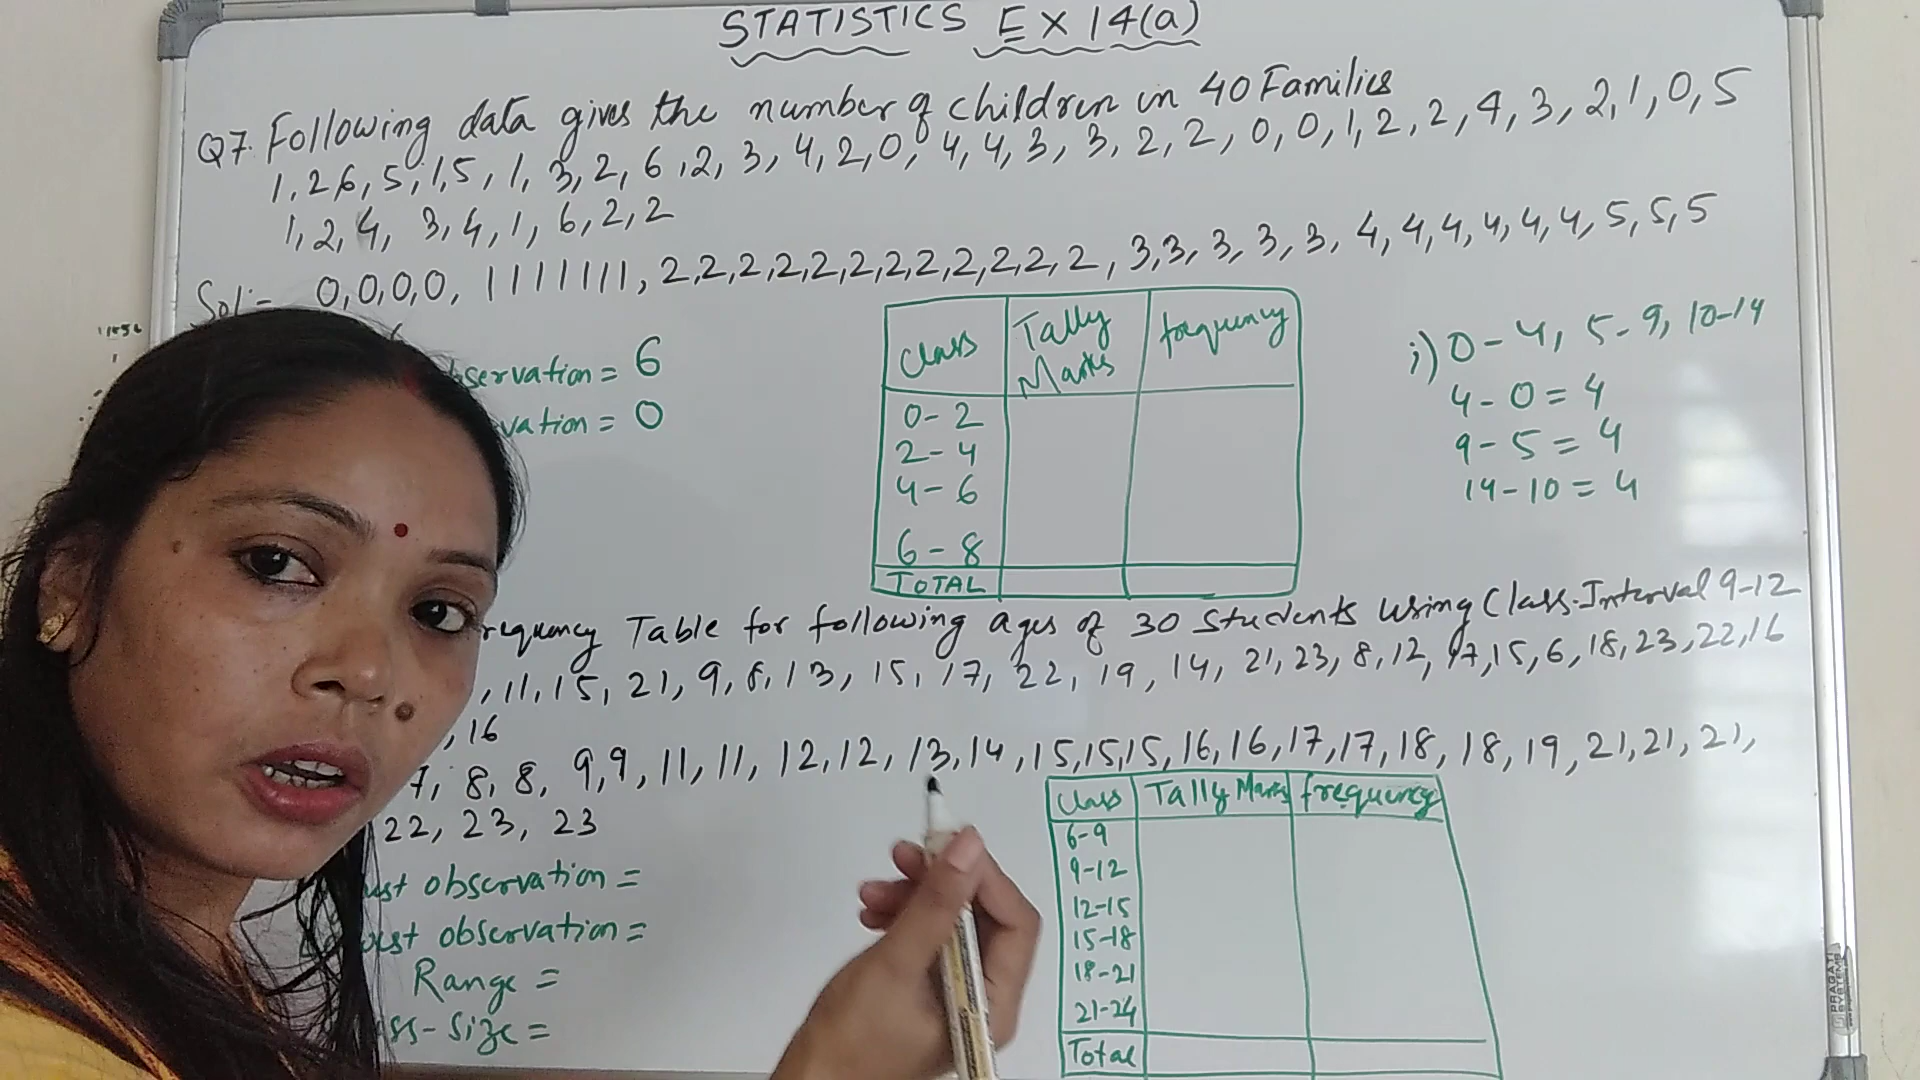 STATISTICS EX 14(a)
Q7. Following data gives the number of children in 40 Families
1,2,6,5,1,5,1,3,2,6,2,3,4,2,0,4,4,3,3,2,2,0,0,1,2,2,4,3,2,1,0,5
1,2,4,3,4,1,6,2,2
Sol:- 0,0,0,0, 1111111, 2,2,2,2,2,2,2,2,2,2,2,2, 3,3,3,3,3, 4,4,4,4,4,4, 5,5,5
observation = 6
= 0
Class Tally Marks frequency
0-2
2-4
4-6
6-8
TOTAL
i) 0-4, 5-9, 10-14
4-0=4
9-5=4
14-10=4
Table for following ages of 30 Students using Class-Interval 9-12
,11,15,21,9,8,13,15,17,22,19,14,21,23,8,12,17,15,6,18,23,22,16
,16
7, 8, 8, 9,9,11,11,12,12,13,14,15,15,15,16,16,17,17,18,18,19,21,21,21,
22, 23, 23
observation =
observation =
Range =
Size =
Class Tally Marks frequency
6-9
9-12
12-15
15-18
18-21
21-24
Total
PRAGATI SYSTEMS